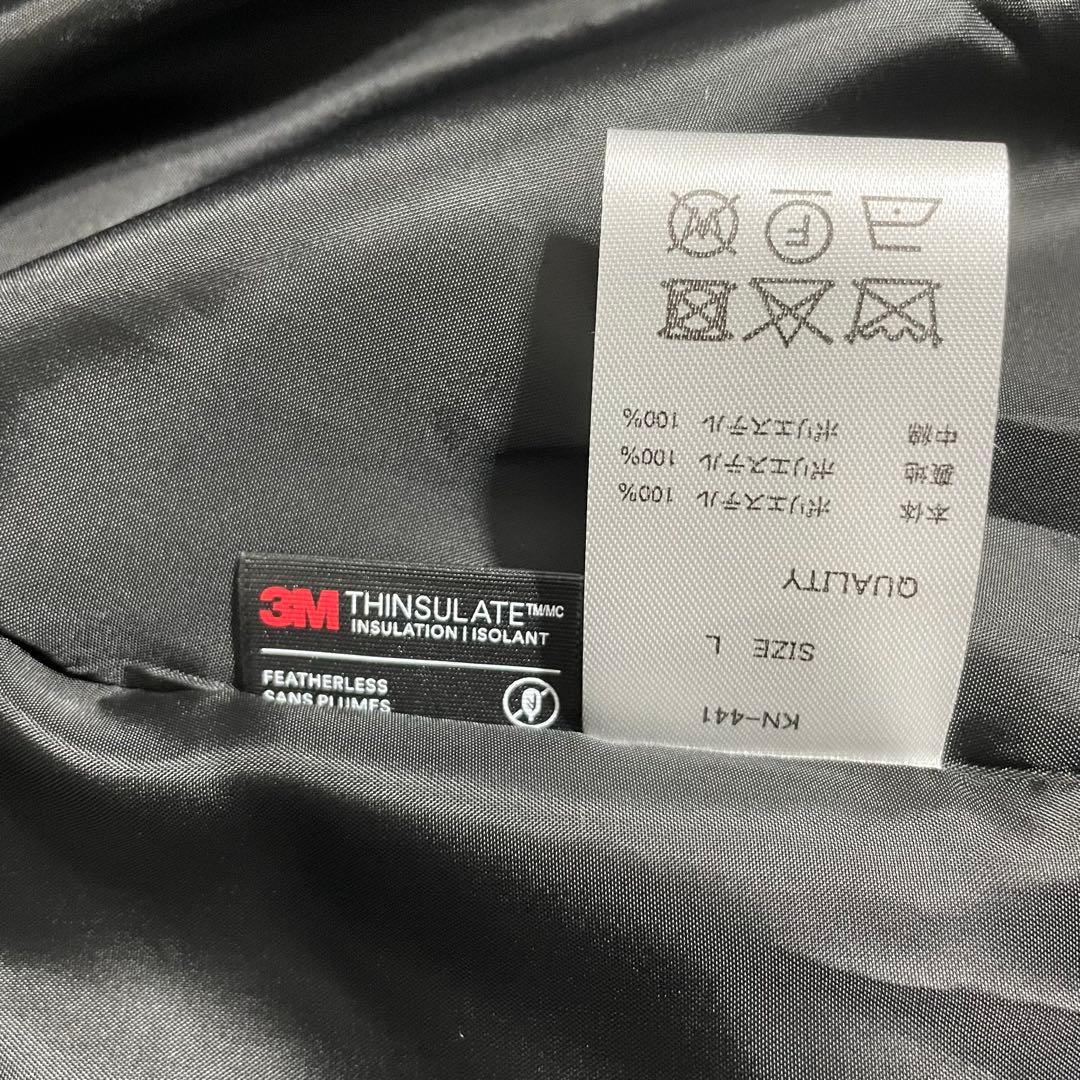 3M THINSULATE™/MC
INSULATION | ISOLANT
FEATHERLESS
SANS PLUMES
KN-441
SIZE L
QUALITY
本体 ポリエステル 100%
裏地 ポリエステル 100%
中綿 ポリエステル 100%
F
W